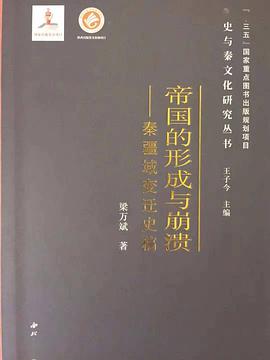 "十三五"国家重点图书出版规划项目
秦史与秦文化研究丛书
王子今 主编
帝国的形成与崩溃
——秦疆域变迁史稿
梁万斌 著